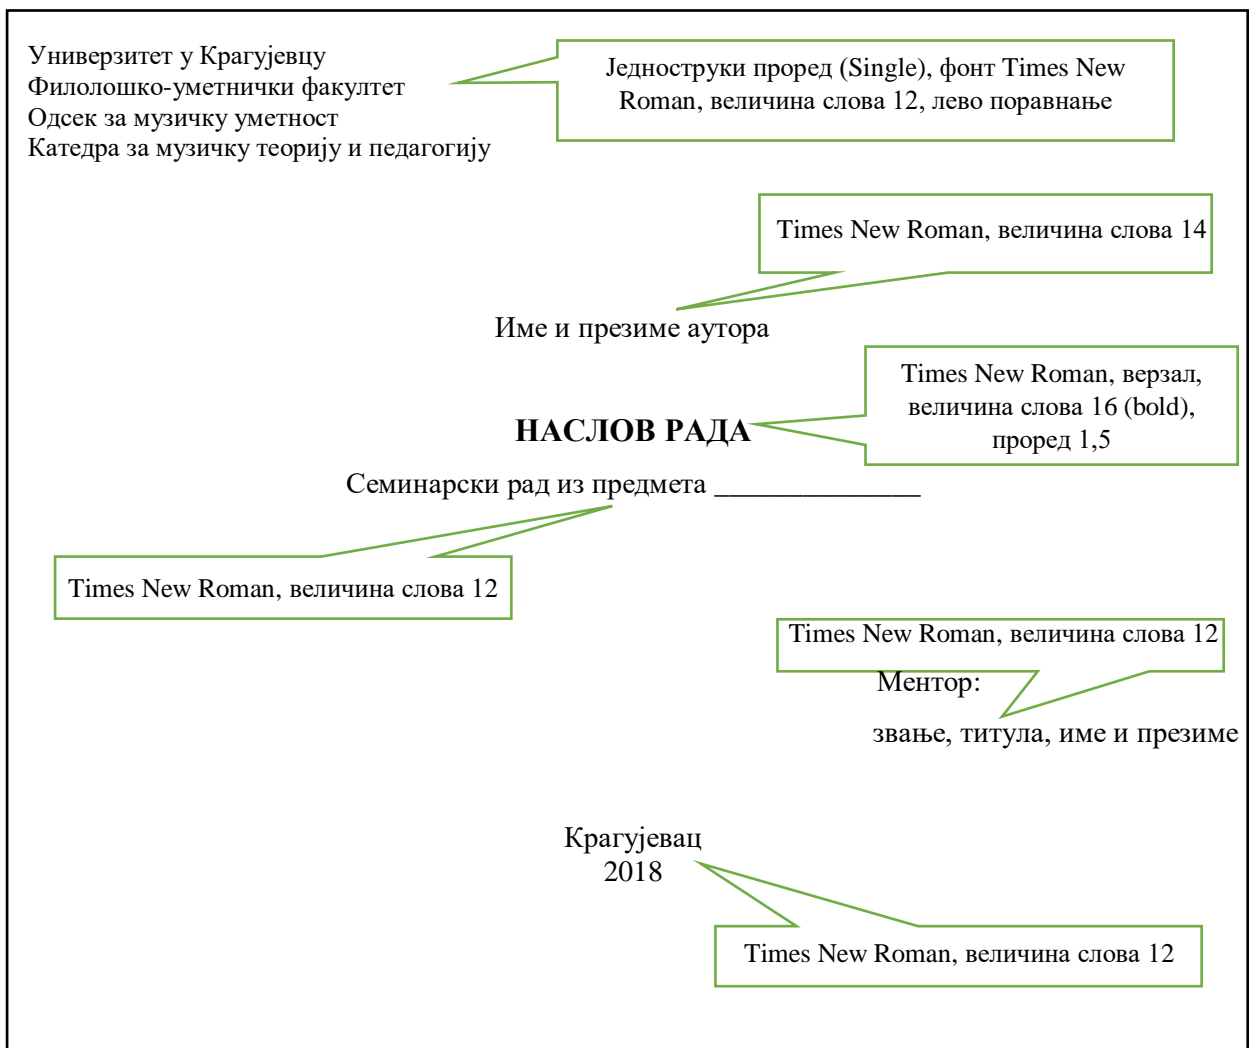 Универзитет у Крагујевцу
Филолошко-уметнички факултет
Одсек за музичку уметност
Катедра за музичку теорију и педагогију
Једноструки проред (Single), фонт Times New
Roman, величина слова 12, лево поравнање
Times New Roman, величина слова 14
Име и презиме аутора
Times New Roman, верзал,
величина слова 16 (bold),
проред 1,5
НАСЛОВ РАДА
Семинарски рад из предмета ______________
Times New Roman, величина слова 12
Times New Roman, величина слова 12
Ментор:
звање, титула, име и презиме
Крагујевац
2018
Times New Roman, величина слова 12